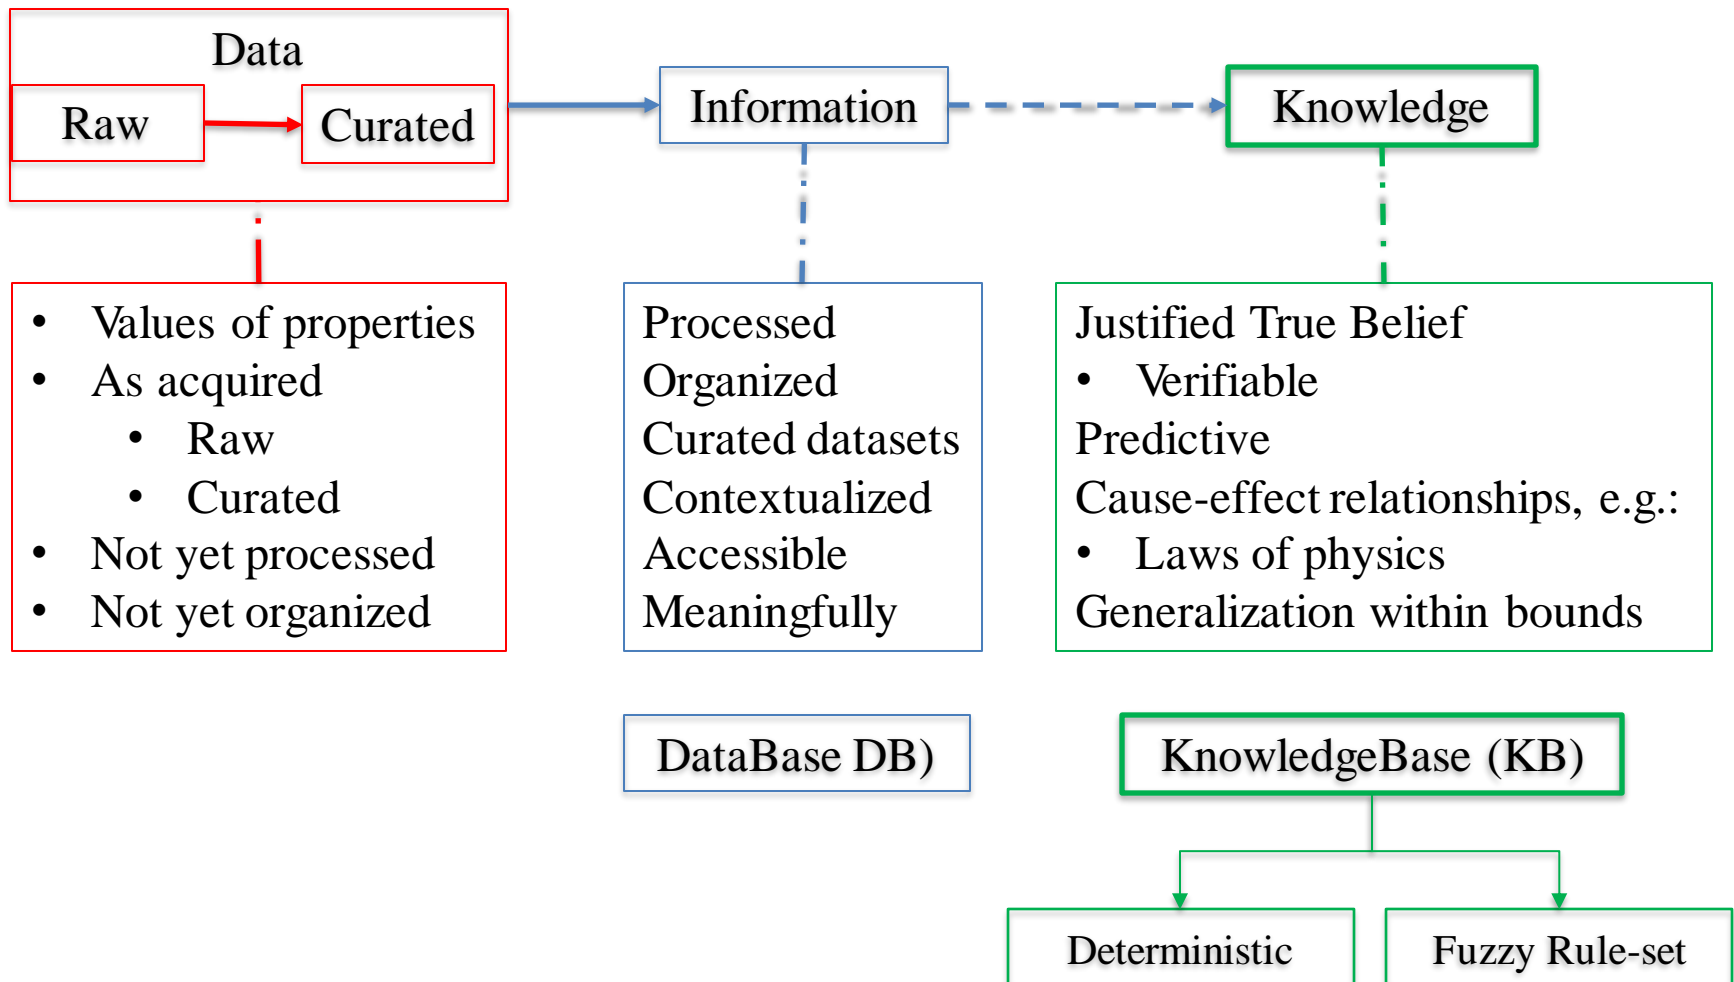 Data
Raw
Curated
Information
Knowledge
• Values of properties
• As acquired
• Raw
• Curated
• Not yet processed
• Not yet organized
Processed
Organized
Curated datasets
Contextualized
Accessible
Meaningfully
Justified True Belief
• Verifiable
Predictive
Cause-effect relationships, e.g.:
• Laws of physics
Generalization within bounds
DataBase DB)
KnowledgeBase (KB)
Deterministic
Fuzzy Rule-set